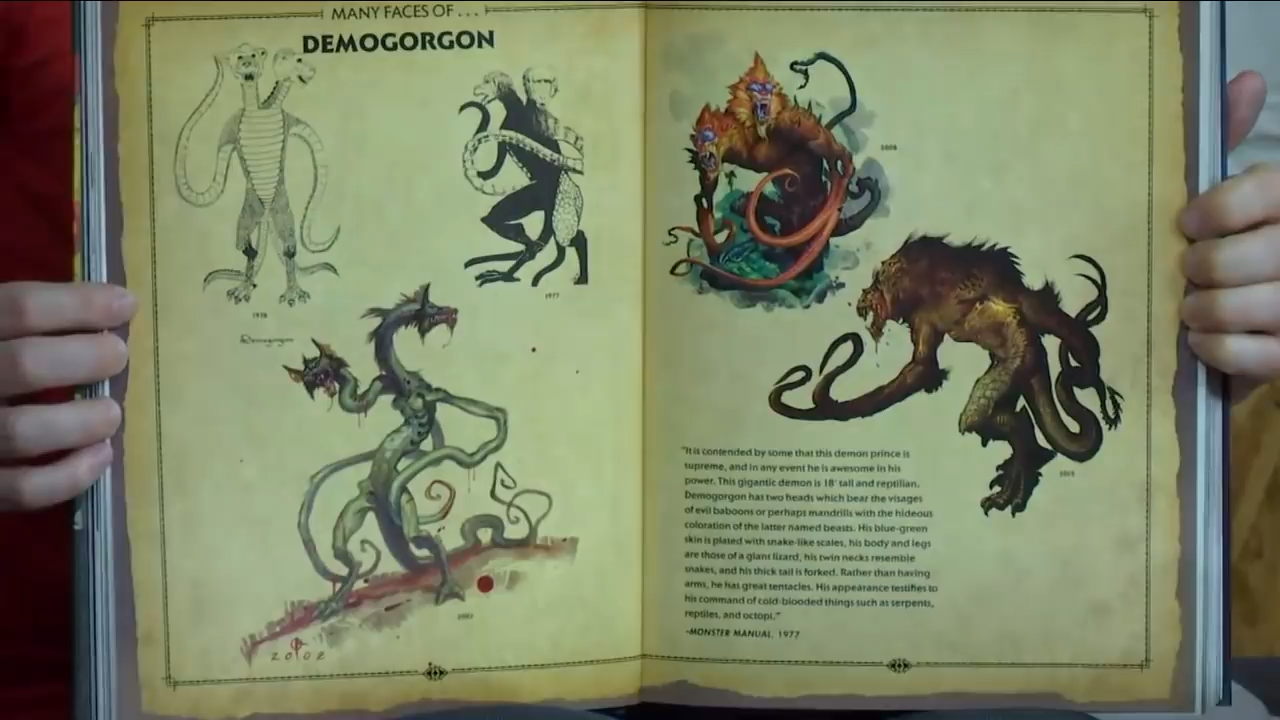 MANY FACES OF . . .
DEMOGORGON
1977
Demogorgon
2002
2008
"It is contended by some that this demon prince is
supreme, and in any event he is awesome in his
power. This gigantic demon is 18' tall and reptilian.
Demogorgon has two heads which bear the visages
of evil baboons or perhaps mandrills with the hideous
coloration of the latter named beasts. His blue-green
skin is plated with snake-like scales, his body and legs
are those of a giant lizard, his twin necks resemble
snakes, and his thick tail is forked. Rather than having
arms, he has great tentacles. His appearance testifies to
his command of cold-blooded things such as serpents,
reptiles, and octopi."
–MONSTER MANUAL, 1977